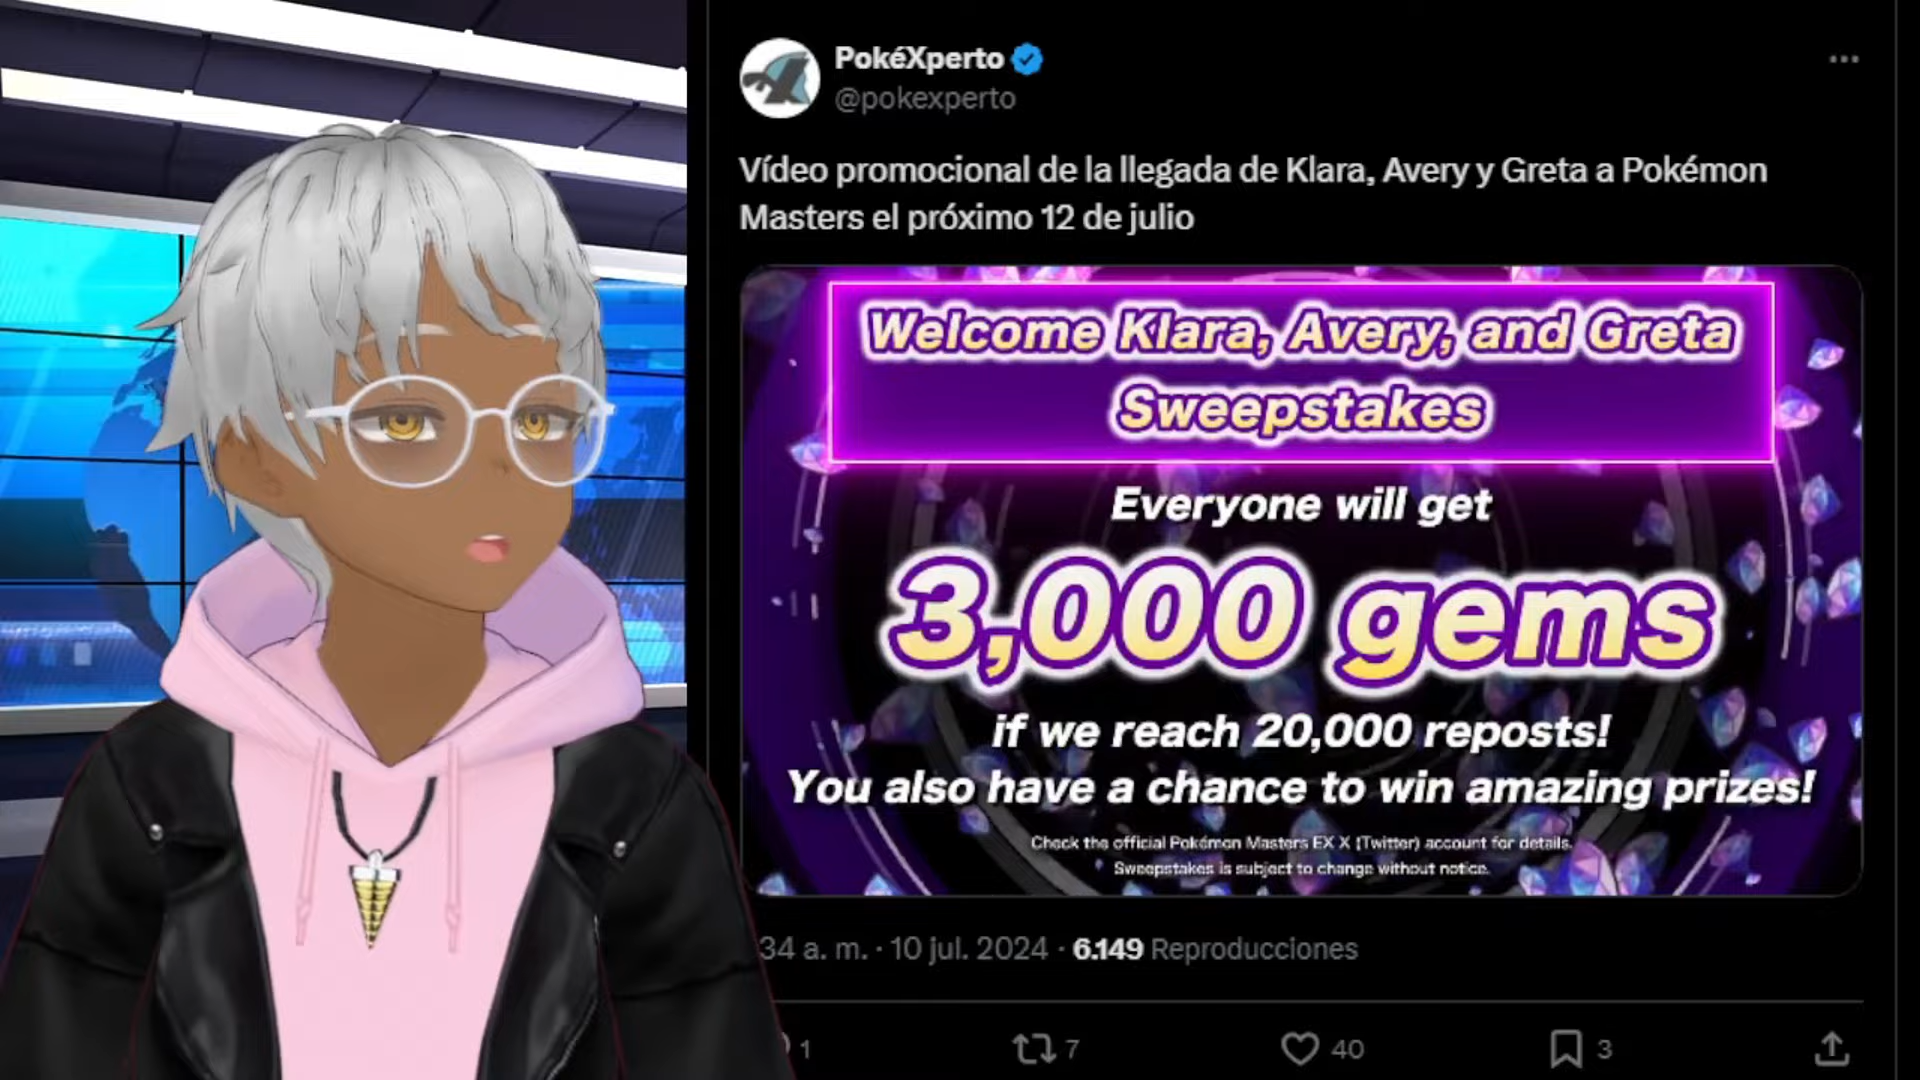 PokéXperto
@pokexperto
Vídeo promocional de la llegada de Klara, Avery y Greta a Pokémon
Masters el próximo 12 de julio
Welcome Klara, Avery, and Greta
Sweepstakes
Everyone will get
3,000 gems
if we reach 20,000 reposts!
You also have a chance to win amazing prizes!
Check the official Pokémon Masters EX X (Twitter) account for details.
Sweepstakes is subject to change without notice.
34 a. m. · 10 jul. 2024 · 6.149 Reproducciones
1 7 40 3